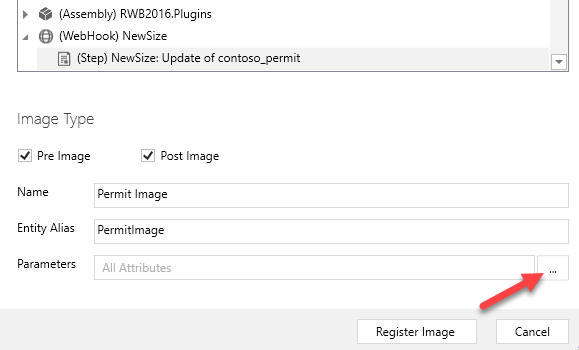 (Assembly) RWB2016.Plugins
(WebHook) NewSize
(Step) NewSize: Update of contoso_permit
Image Type
Pre Image Post Image
Name Permit Image
Entity Alias PermitImage
Parameters All Attributes ...
Register Image Cancel